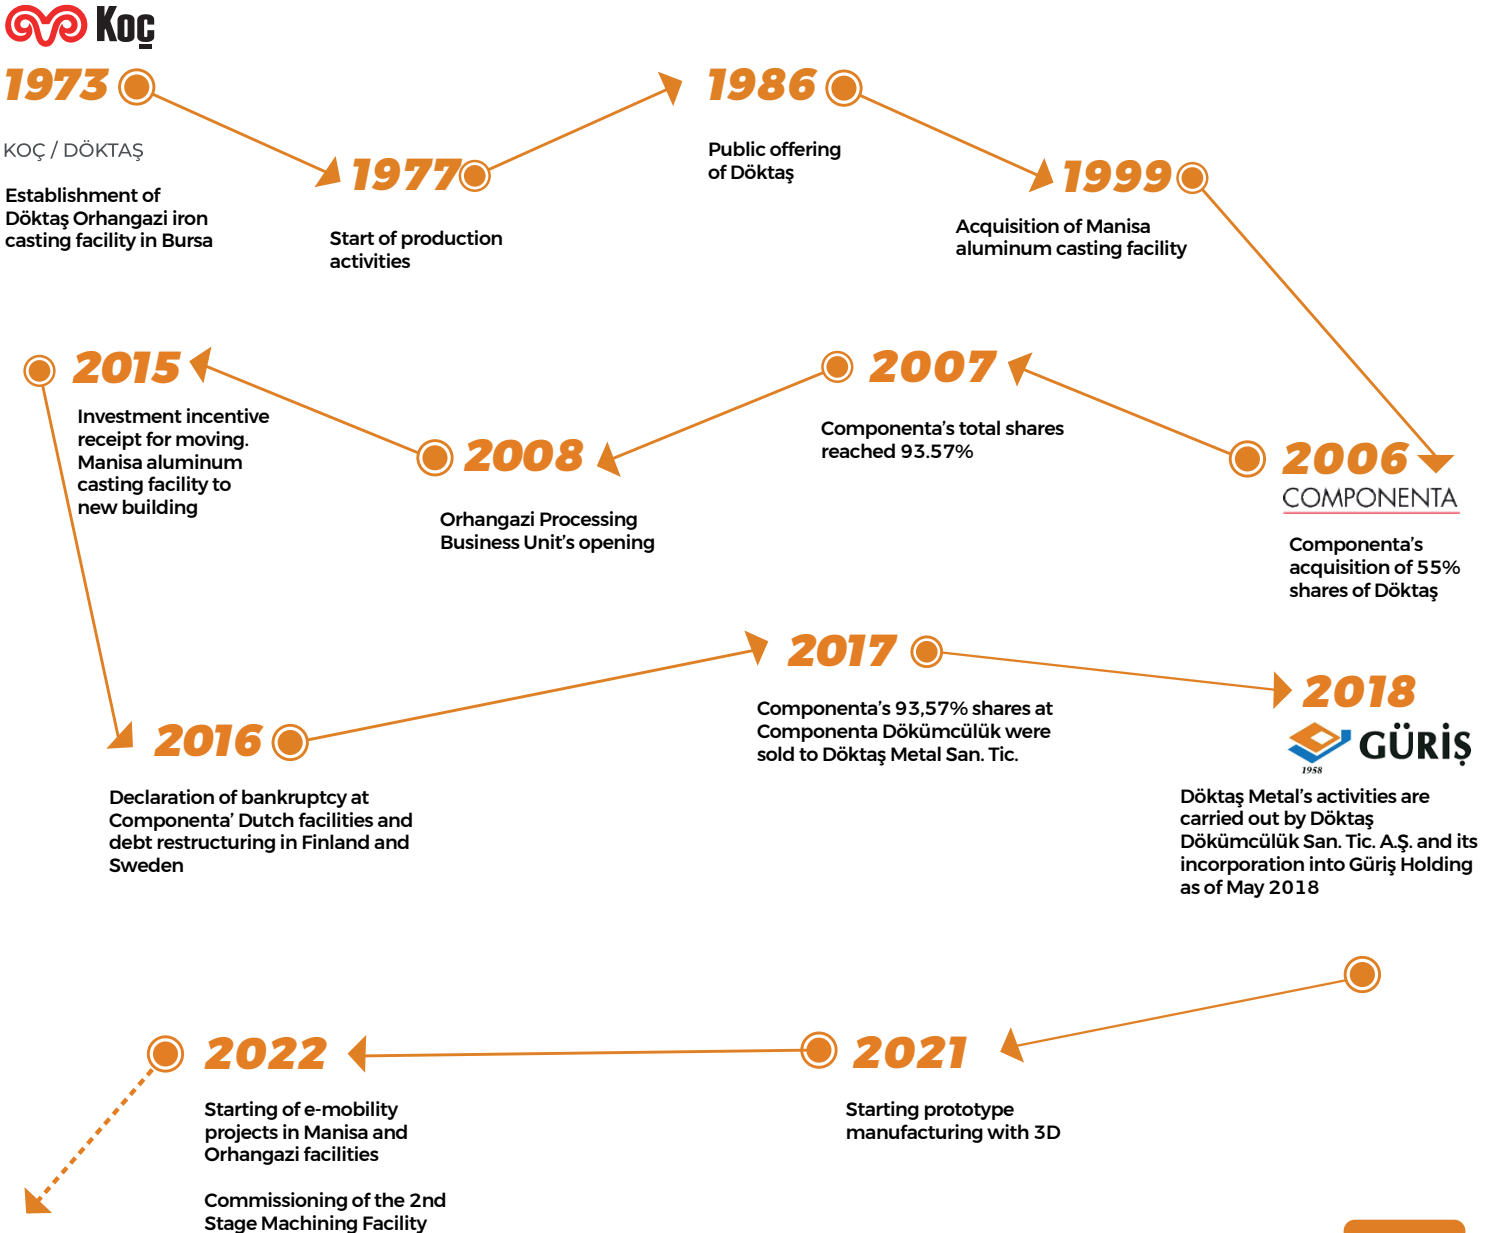 Koç
1973
KOÇ / DÖKTAŞ
Establishment of
Döktaş Orhangazi iron
casting facility in Bursa
1977
Start of production
activities
1986
Public offering
of Döktaş
1999
Acquisition of Manisa
aluminum casting facility
2006
COMPONENTA
Componenta’s
acquisition of 55%
shares of Döktaş
2007
Componenta’s total shares
reached 93.57%
2008
Orhangazi Processing
Business Unit’s opening
2015
Investment incentive
receipt for moving.
Manisa aluminum
casting facility to
new building
2016
Declaration of bankruptcy at
Componenta’ Dutch facilities and
debt restructuring in Finland and
Sweden
2017
Componenta’s 93,57% shares at
Componenta Dökümcülük were
sold to Döktaş Metal San. Tic.
2018
GÜRİŞ
1958
Döktaş Metal’s activities are
carried out by Döktaş
Dökümcülük San. Tic. A.Ş. and its
incorporation into Güriş Holding
as of May 2018
2021
Starting prototype
manufacturing with 3D
2022
Starting of e-mobility
projects in Manisa and
Orhangazi facilities
Commissioning of the 2nd
Stage Machining Facility